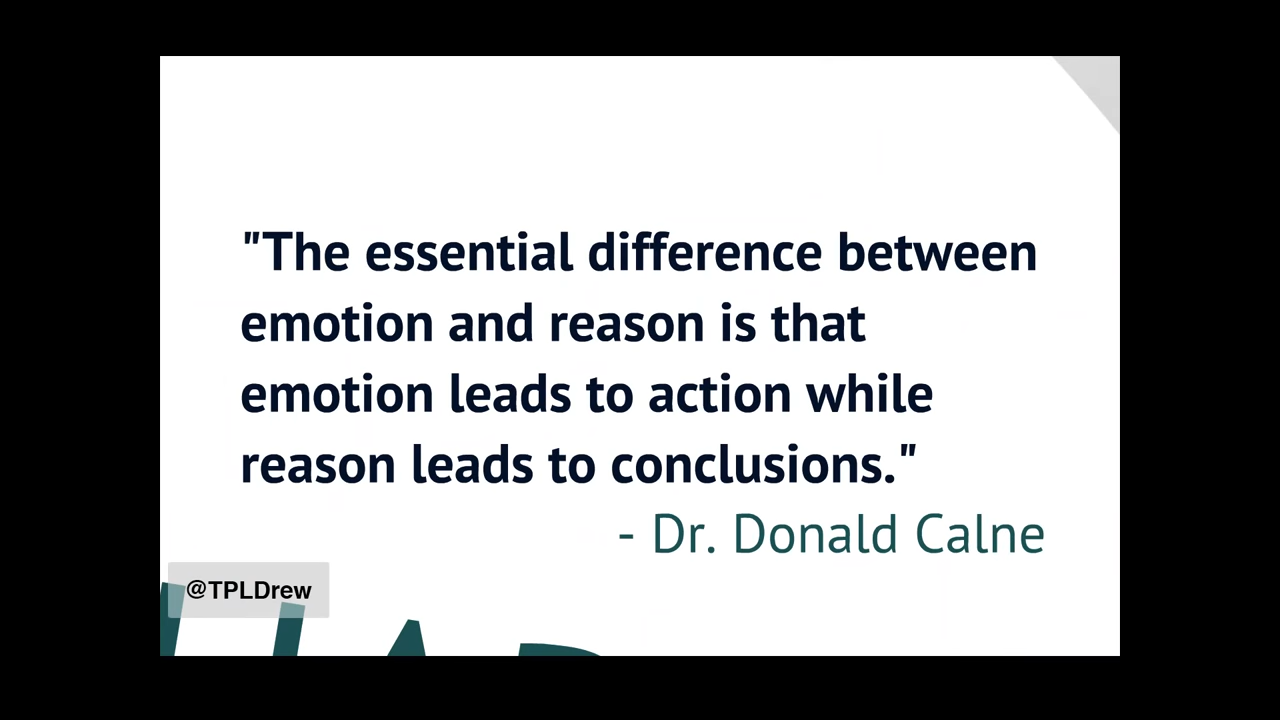 "The essential difference between
emotion and reason is that
emotion leads to action while
reason leads to conclusions."
- Dr. Donald Calne
@TPLDrew